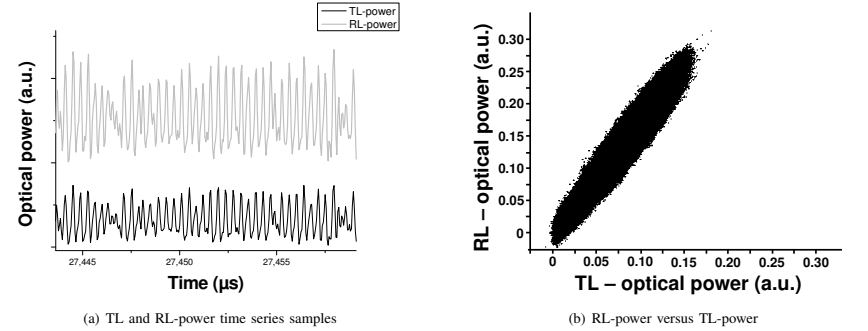 TL-power
RL-power
Optical power (a.u.)
27,445
27,450
27,455
Time (µs)
(a) TL and RL-power time series samples
RL – optical power (a.u.)
0.30
0.25
0.20
0.15
0.10
0.05
0
0
0.05
0.10
0.15
0.20
0.25
0.30
TL – optical power (a.u.)
(b) RL-power versus TL-power